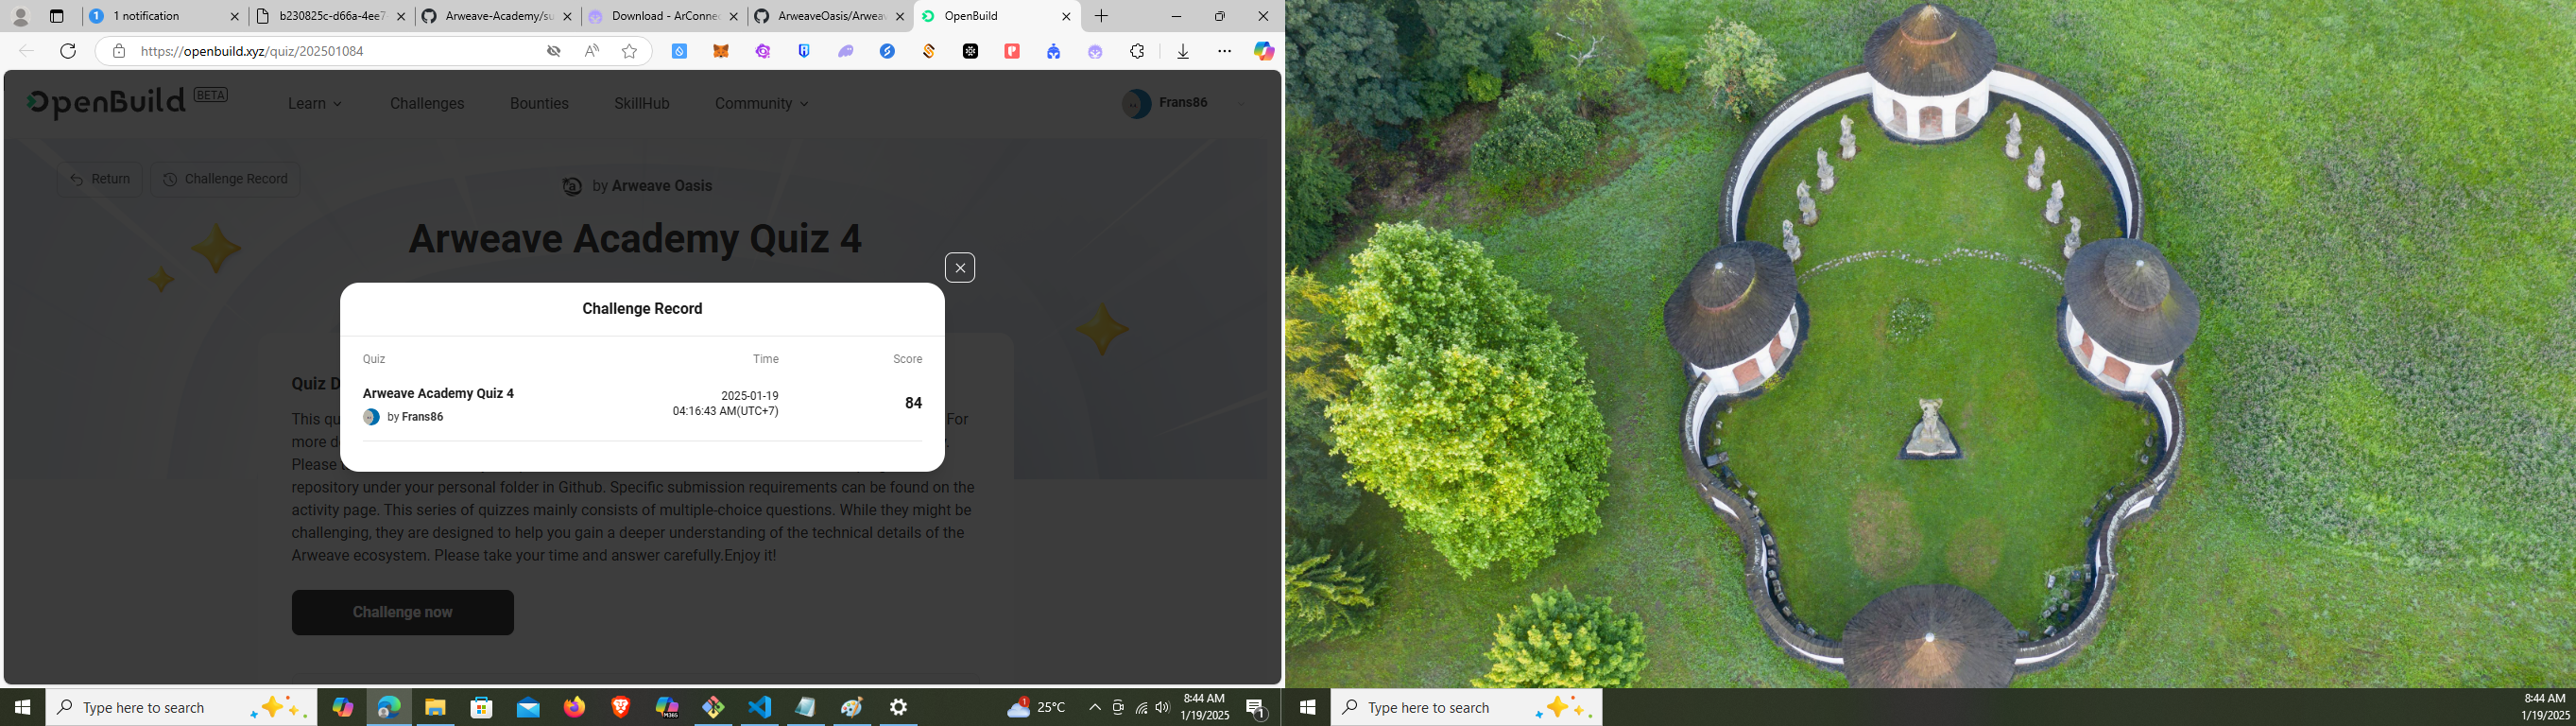 1 notification
b230825c-d66a-4ee7-
Arweave-Academy/su
Download - ArConnec
ArweaveOasis/Arweav
OpenBuild
https://openbuild.xyz/quiz/202501084
OpenBuild BETA
Learn
Challenges
Bounties
SkillHub
Community
Frans86
Return
Challenge Record
by Arweave Oasis
Arweave Academy Quiz 4
Challenge Record
Quiz Time Score
Arweave Academy Quiz 4
by Frans86
2025-01-19
04:16:43 AM(UTC+7)
84
Quiz D
This qu For
more d
Please
repository under your personal folder in Github. Specific submission requirements can be found on the
activity page. This series of quizzes mainly consists of multiple-choice questions. While they might be
challenging, they are designed to help you gain a deeper understanding of the technical details of the
Arweave ecosystem. Please take your time and answer carefully.Enjoy it!
Challenge now
Type here to search
M365
1
25°C
8:44 AM
1/19/2025
1
Type here to search
8:44 AM
1/19/2025